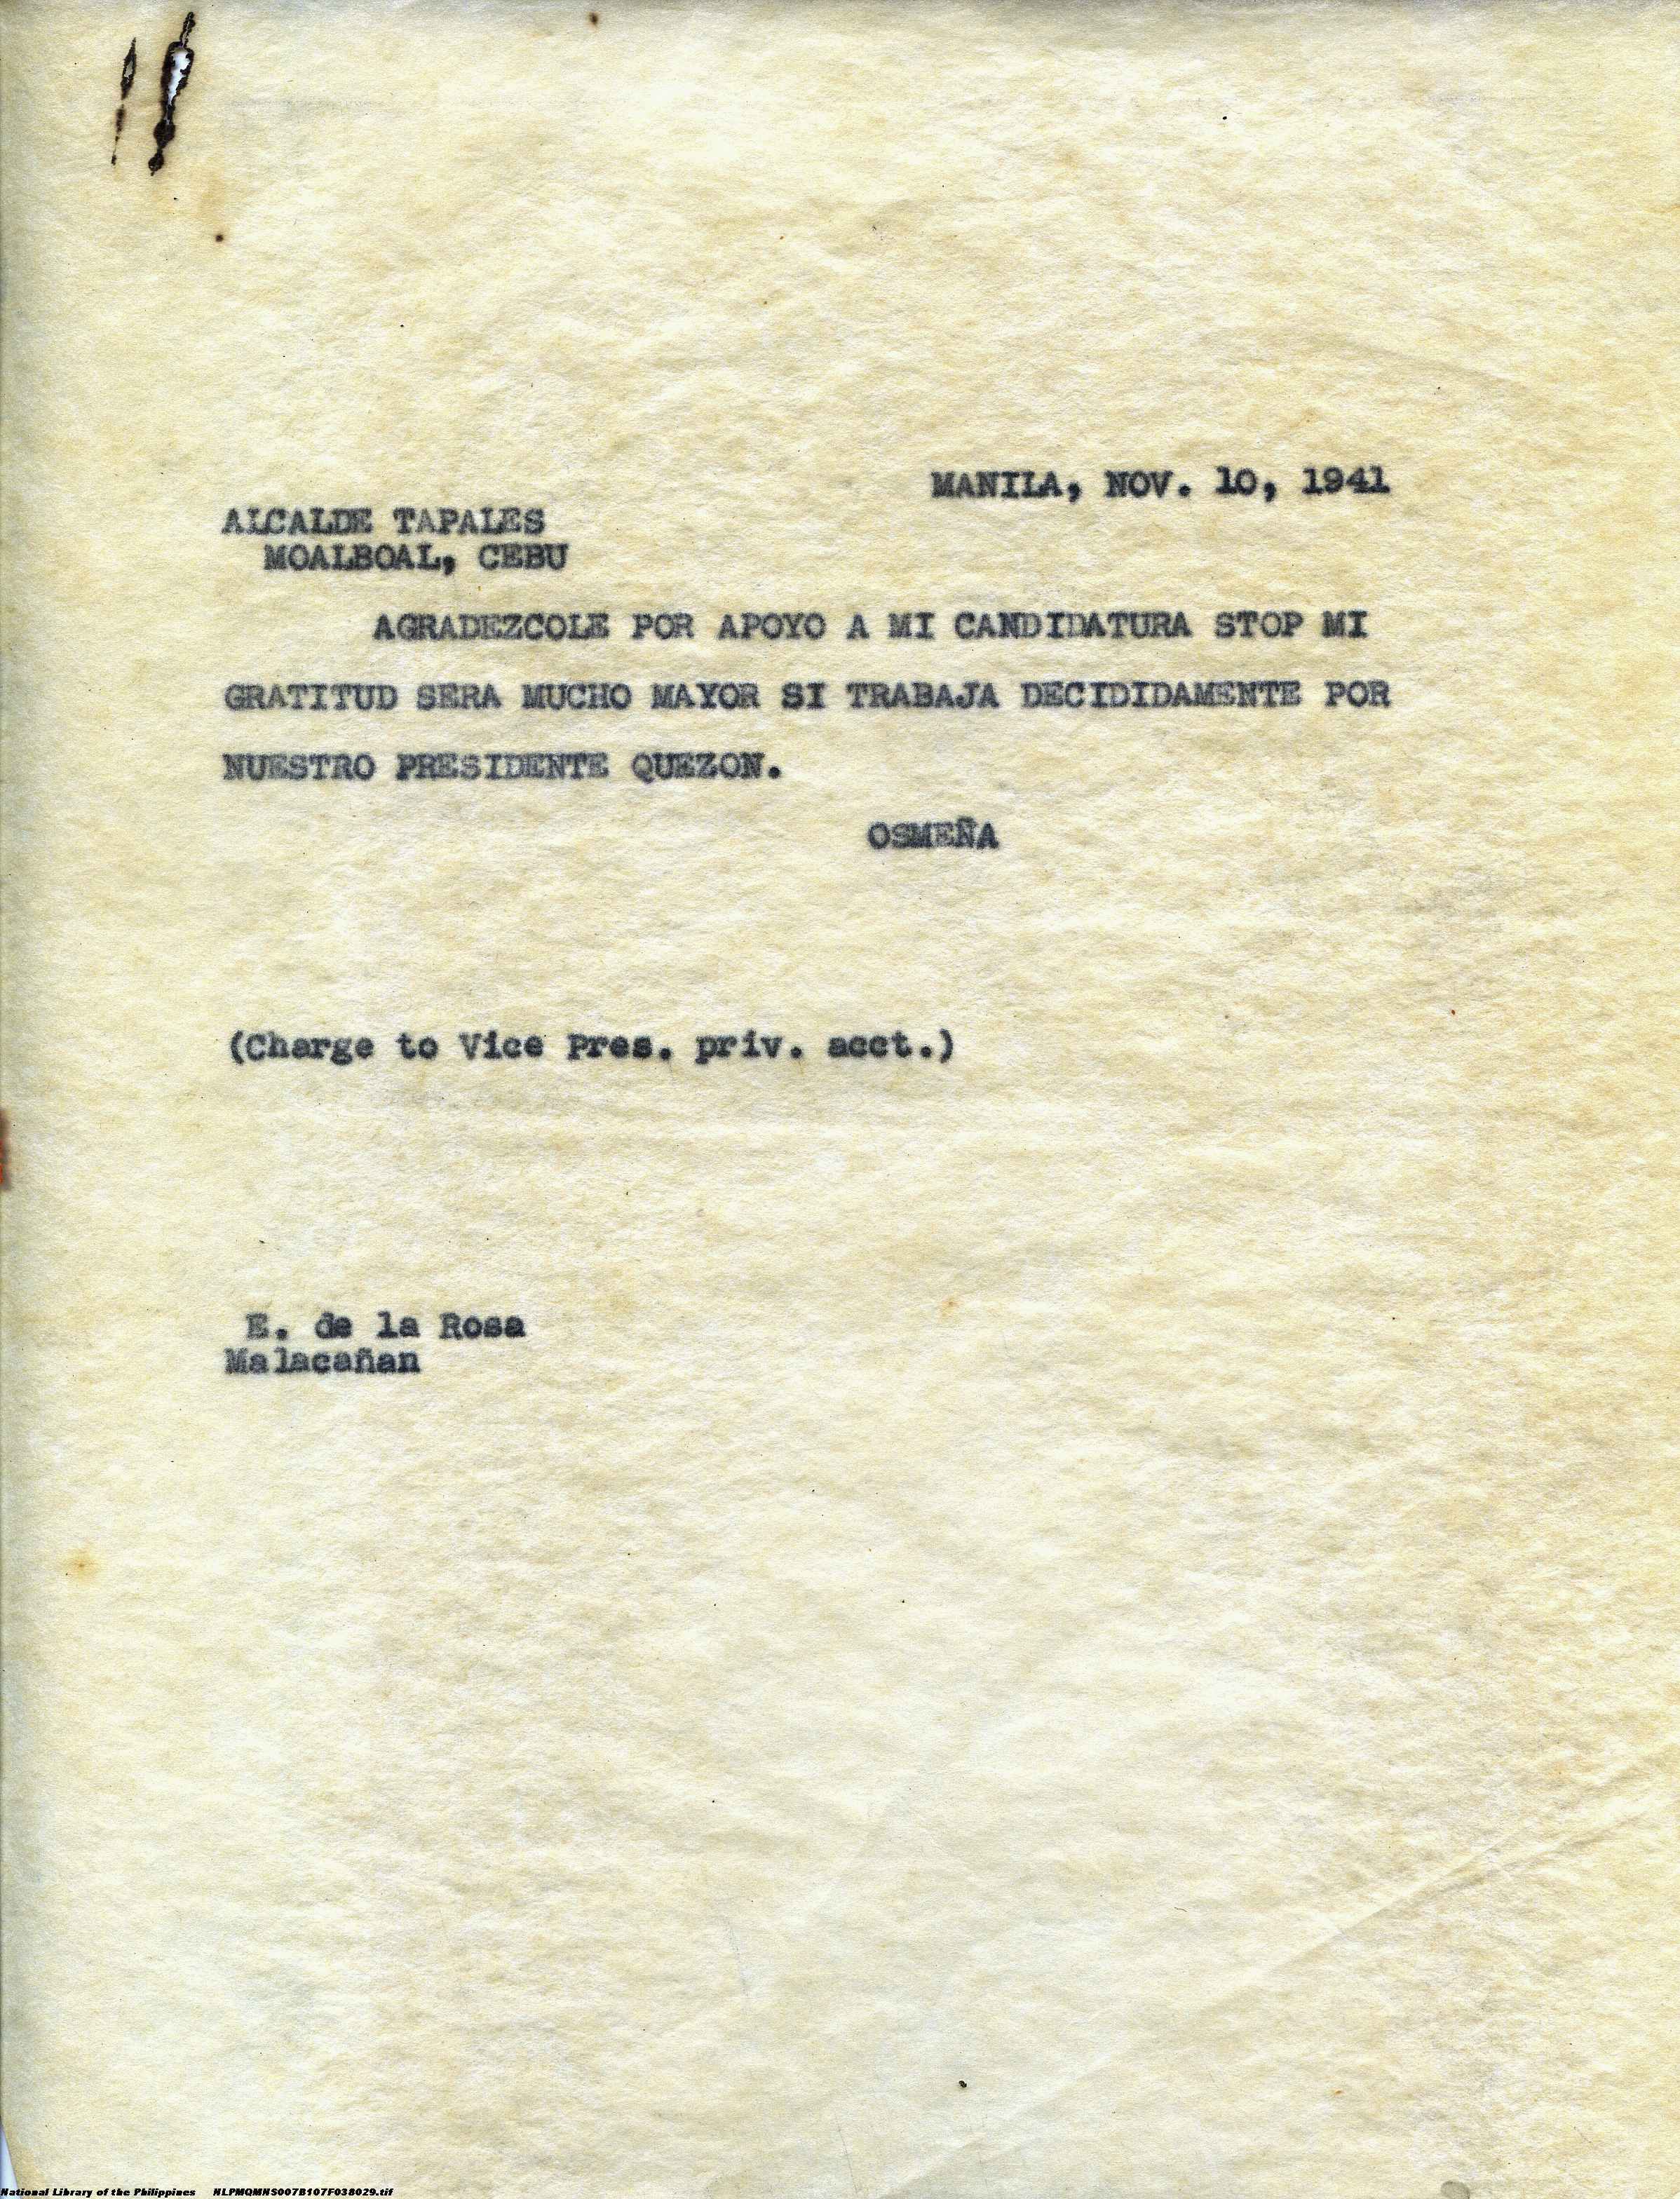 MANILA, NOV. 10, 1941
ALCALDE TAPALES
MOALBOAL, CEBU
AGRADEZCOLE POR APOYO A MI CANDIDATURA STOP MI
GRATITUD SERA MUCHO MAYOR SI TRABAJA DECIDIDAMENTE POR
NUESTRO PRESIDENTE QUEZON.
OSMEÑA
(Charge to Vice Pres. priv. acct.)
E. de la Rosa
Malacañan
National Library of the Philippines NLPMQMNS007B107F038029.tif